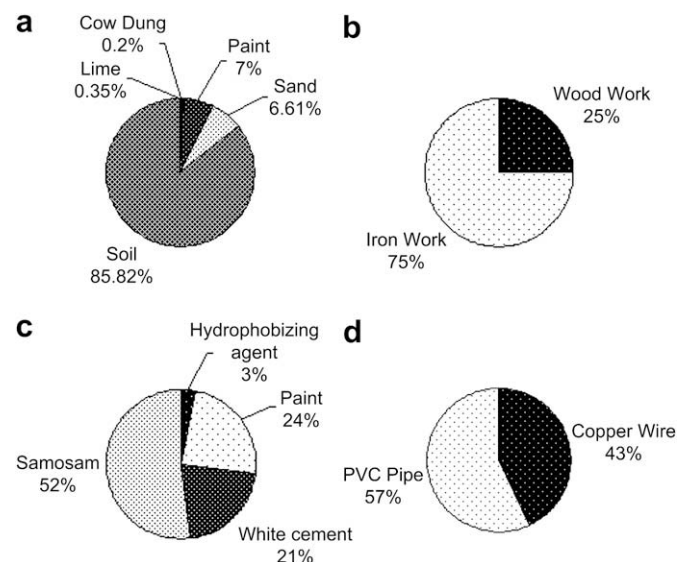 a
Cow Dung
0.2%
Paint
7%
Lime
0.35%
Sand
6.61%
Soil
85.82%
b
Wood Work
25%
Iron Work
75%
c
Hydrophobizing
agent
3%
Paint
24%
Samosam
52%
White cement
21%
d
Copper Wire
43%
PVC Pipe
57%